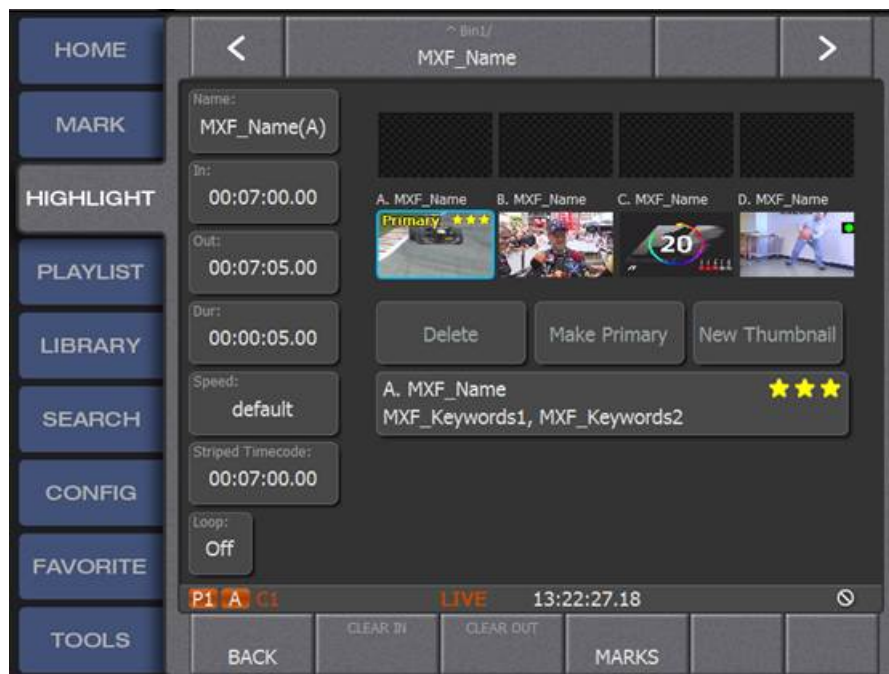 HOME
MARK
HIGHLIGHT
PLAYLIST
LIBRARY
SEARCH
CONFIG
FAVORITE
TOOLS
<
^ Bin1/
MXF_Name
>
Name:
MXF_Name(A)
In:
00:07:00.00
Out:
00:07:05.00
Dur:
00:00:05.00
Speed:
default
Striped Timecode:
00:07:00.00
Loop:
Off
A. MXF_Name B. MXF_Name C. MXF_Name D. MXF_Name
Primary
20
Delete Make Primary New Thumbnail
A. MXF_Name
MXF_Keywords1, MXF_Keywords2
P1 A C1 LIVE 13:22:27.18
CLEAR IN CLEAR OUT
BACK MARKS